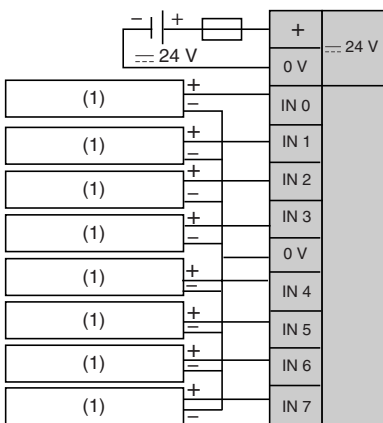 − +
⎓ 24 V
+
0 V
⎓ 24 V
(1) + − IN 0
(1) + − IN 1
(1) + − IN 2
(1) + − IN 3
0 V
(1) + − IN 4
(1) + − IN 5
(1) + − IN 6
(1) + − IN 7